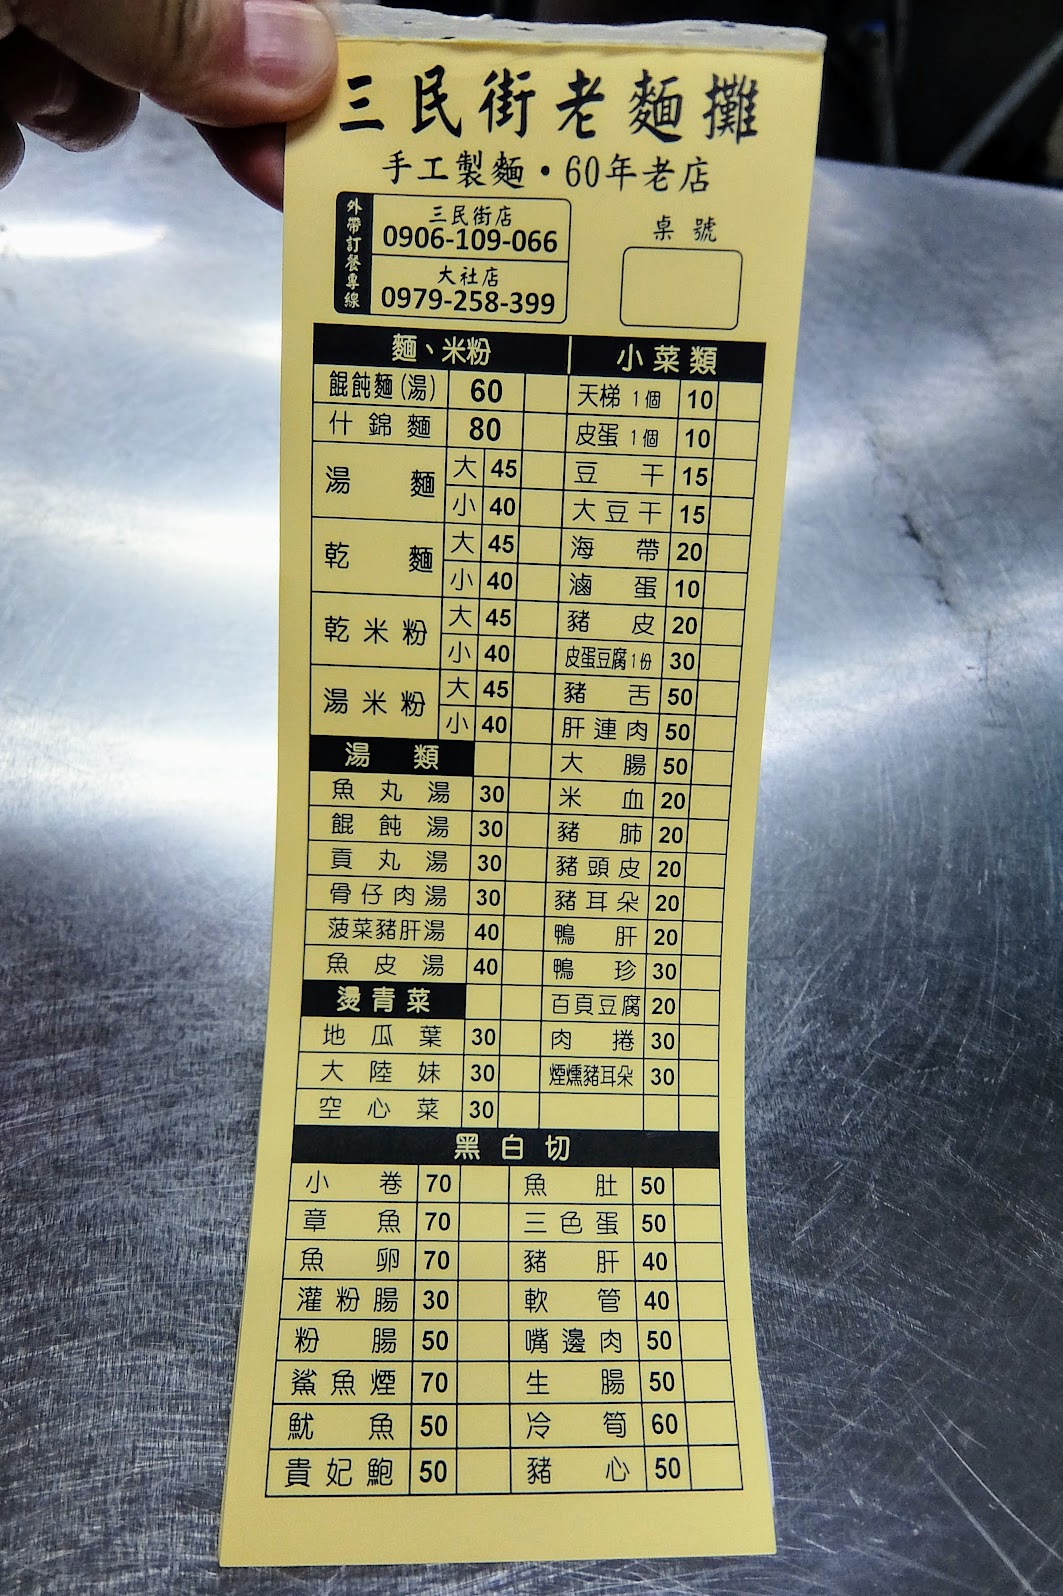 三民街老麵攤
手工製麵・60年老店
外帶訂餐專線
三民街店
0906-109-066
大社店
0979-258-399
桌號
麵、米粉
餛飩麵(湯) 60
什錦麵 80
湯麵 大 45
小 40
乾麵 大 45
小 40
乾米粉 大 45
小 40
湯米粉 大 45
小 40
湯類
魚丸湯 30
餛飩湯 30
貢丸湯 30
骨仔肉湯 30
菠菜豬肝湯 40
魚皮湯 40
燙青菜
地瓜葉 30
大陸妹 30
空心菜 30
小菜類
天梯1個 10
皮蛋1個 10
豆干 15
大豆干 15
海帶 20
滷蛋 10
豬皮 20
皮蛋豆腐1份 30
豬舌 50
肝連肉 50
大腸 50
米血 20
豬肺 20
豬頭皮 20
豬耳朵 20
鴨肝 20
鴨珍 30
百頁豆腐 20
肉捲 30
煙燻豬耳朵 30
黑白切
小卷 70
章魚 70
魚卵 70
灌粉腸 30
粉腸 50
鯊魚煙 70
魷魚 50
貴妃鮑 50
魚肚 50
三色蛋 50
豬肝 40
軟管 40
嘴邊肉 50
生腸 50
冷筍 60
豬心 50